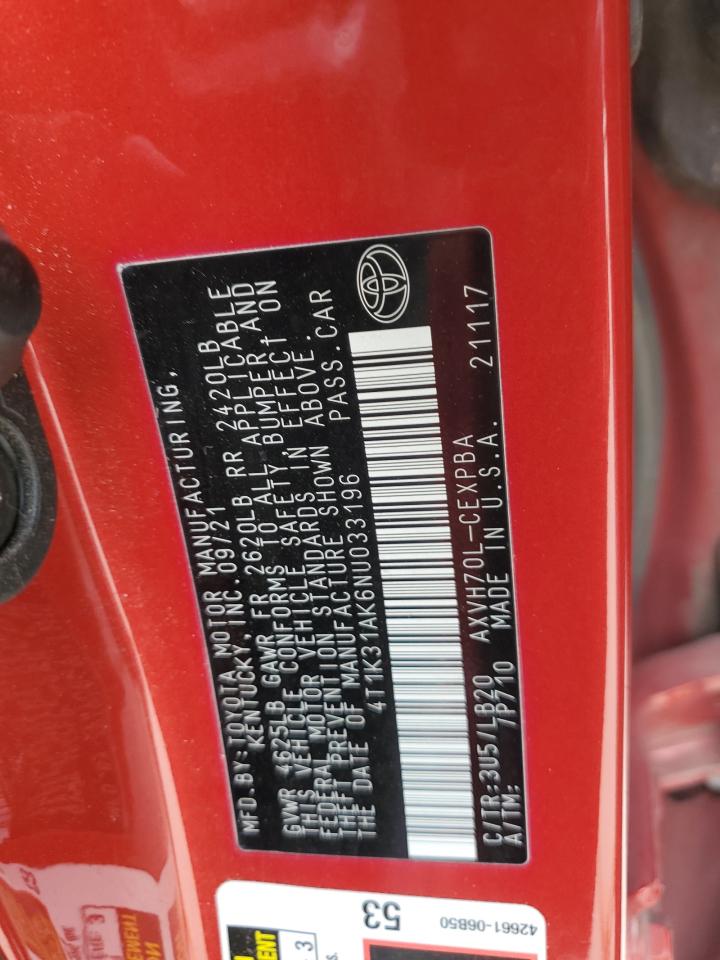 MFD.BY:TOYOTA MOTOR MANUFACTURING,
KENTUCKY,INC. 09/21
GVWR 4625LB GAWR FR 2620LB RR 2420LB
THIS VEHICLE CONFORMS TO ALL APPLICABLE
FEDERAL MOTOR VEHICLE SAFETY,BUMPER,AND
THEFT PREVENTION STANDARDS IN EFFECT ON
THE DATE OF MANUFACTURE SHOWN ABOVE.
4T1K31AK6NU033196 PASS.CAR
C/TR:3U5/LB20 AXVH70L-CEXPBA
A/TM: /P710 MADE IN U.S.A. 21117
53
42661-06B50
3